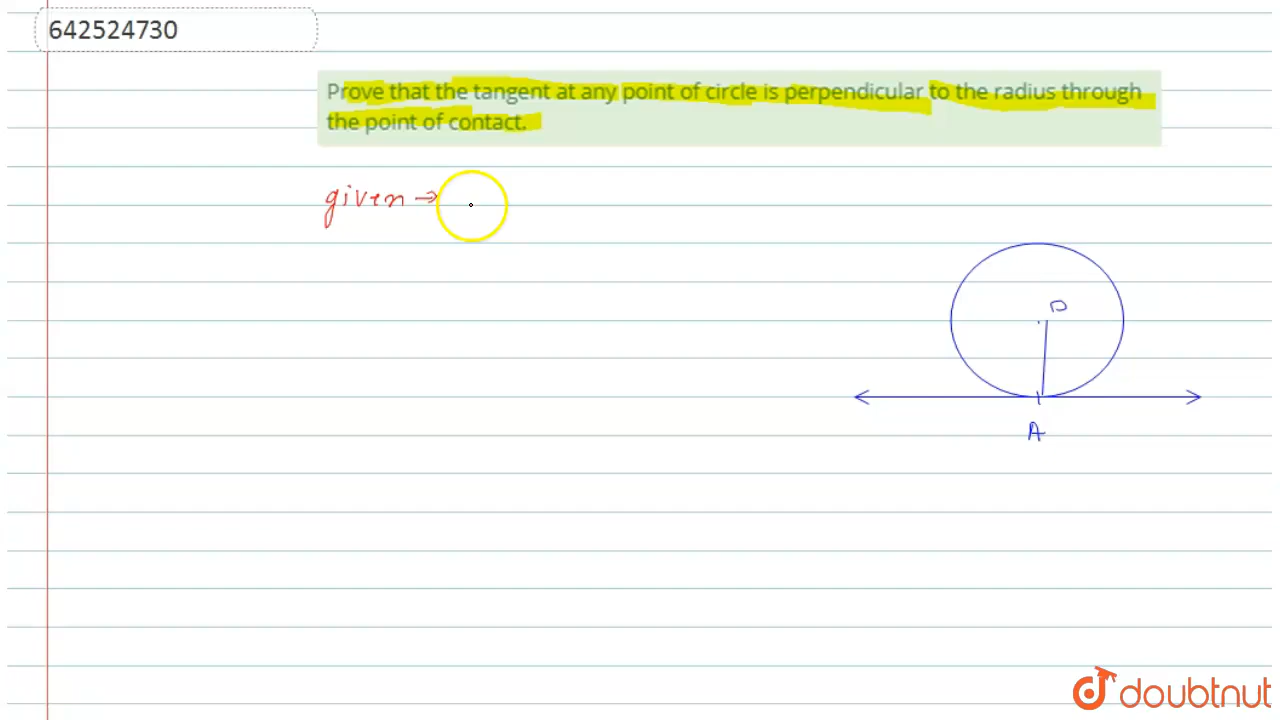 642524730
Prove that the tangent at any point of circle is perpendicular to the radius through
the point of contact.
given →
O
A
doubtnut